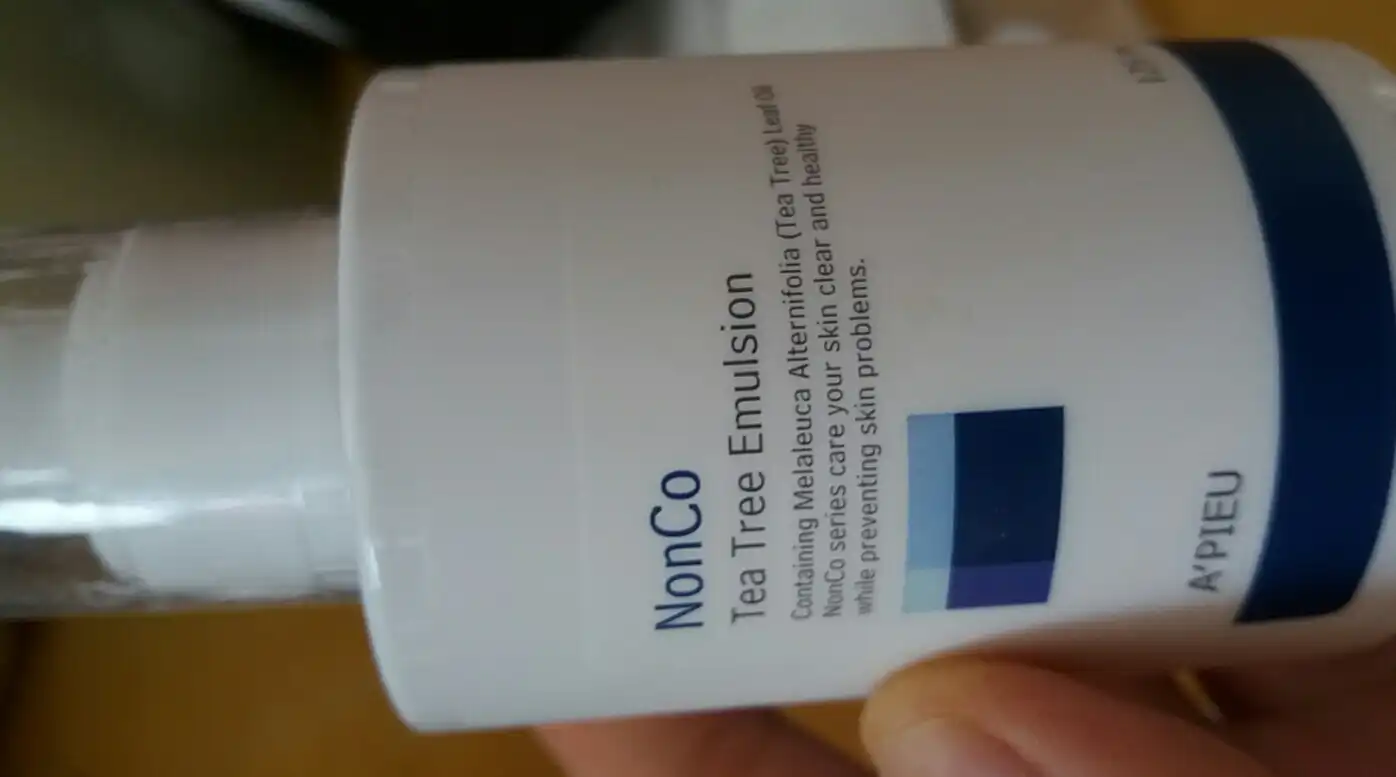 NonCo
Tea Tree Emulsion
Containing Melaleuca Alternifolia (Tea Tree) Leaf Oil
NonCo series care your skin clear and healthy
while preventing skin problems.
A'PIEU